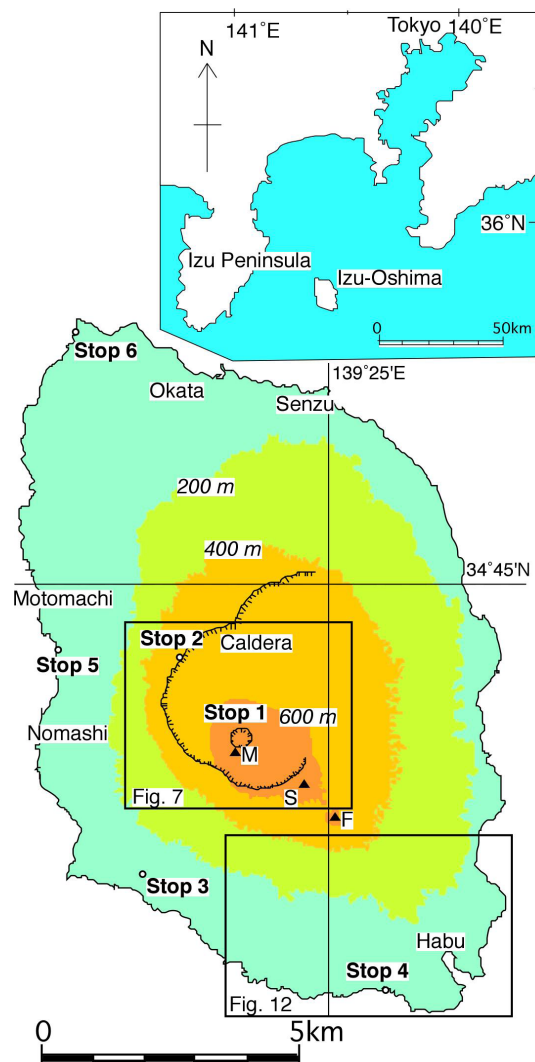 Tokyo
141˚E
140˚E
N
36˚N
Izu Peninsula
Izu-Oshima
0
50km
139˚25'E
Stop 6
Okata
Senzu
200 m
400 m
34˚45'N
Motomachi
Stop 2
Caldera
Stop 5
Stop 1
600 m
Nomashi
M
S
Fig. 7
F
Stop 3
Habu
Stop 4
Fig. 12
0
5km